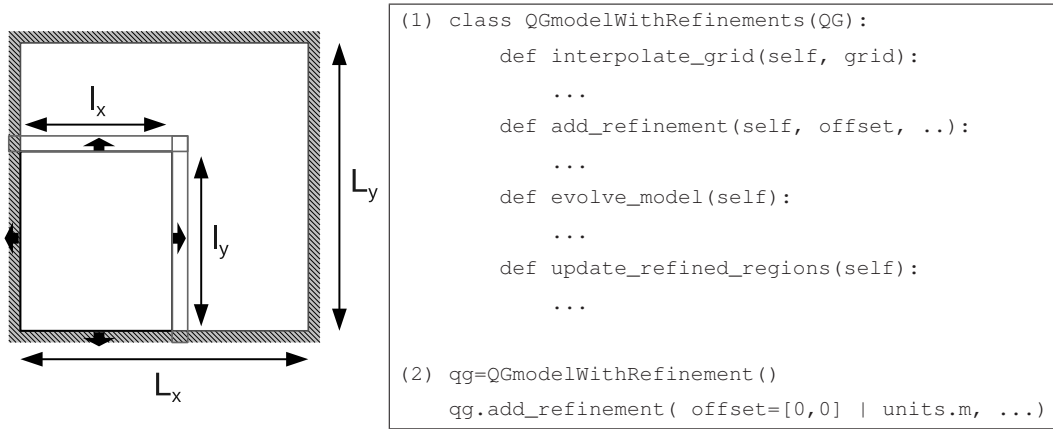 lx
Ly
ly
Lx
(1) class QGmodelWithRefinements(QG):
def interpolate_grid(self, grid):
...
def add_refinement(self, offset, ..):
...
def evolve_model(self):
...
def update_refined_regions(self):
...
(2) qg=QGmodelWithRefinement()
qg.add_refinement( offset=[0,0] | units.m, ...)